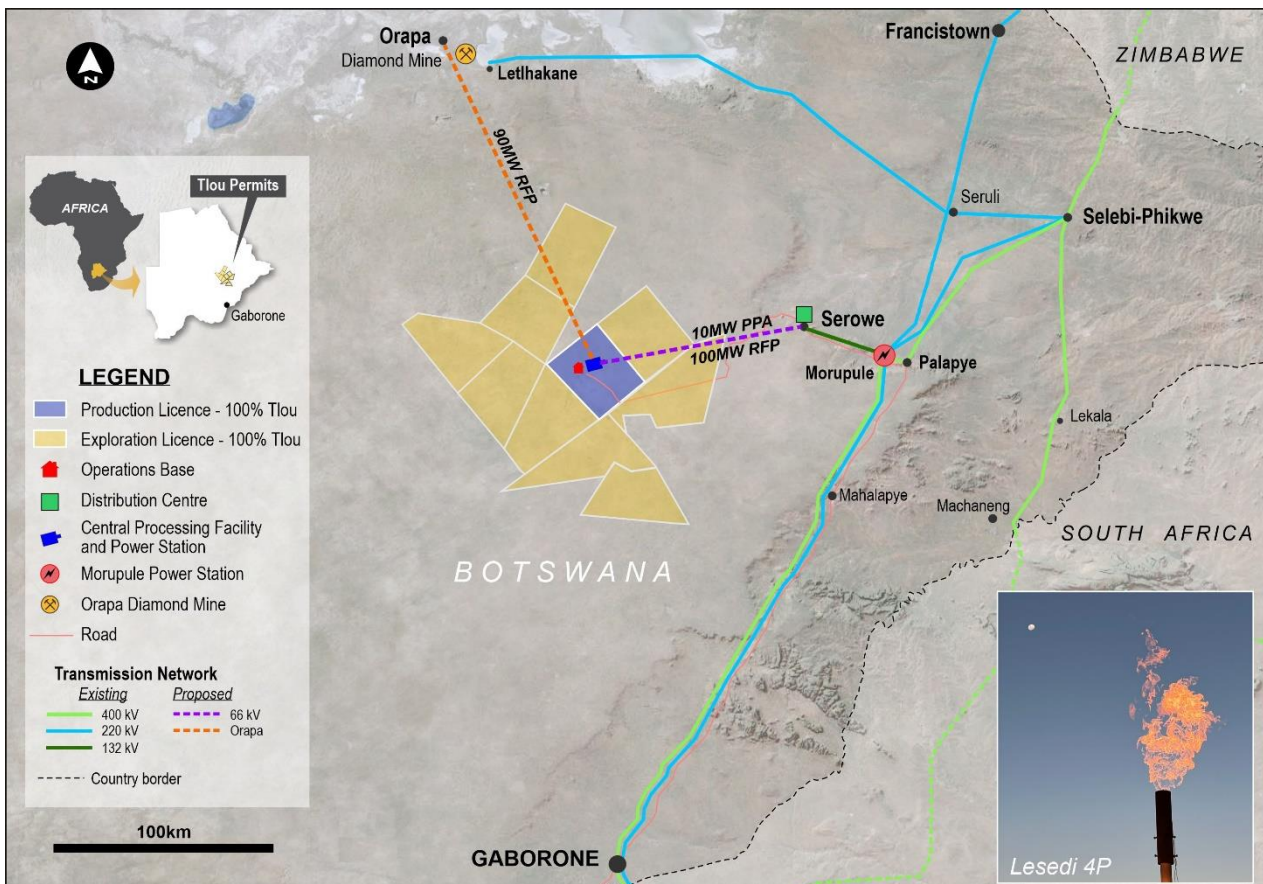 Orapa
Diamond Mine
Letlhakane
Francistown
ZIMBABWE
90MW RFP
Tlou Permits
AFRICA
Gaborone
Seruli
Selebi-Phikwe
10MW PPA
100MW RFP
Serowe
Morupule
Palapye
Lekala
Mahalapye
Machaneng
SOUTH AFRICA
BOTSWANA
GABORONE
N
LEGEND
Production Licence - 100% Tlou
Exploration Licence - 100% Tlou
Operations Base
Distribution Centre
Central Processing Facility
and Power Station
Morupule Power Station
Orapa Diamond Mine
Road
Transmission Network
Existing Proposed
400 kV 66 kV
220 kV Orapa
132 kV
Country border
100km
Lesedi 4P